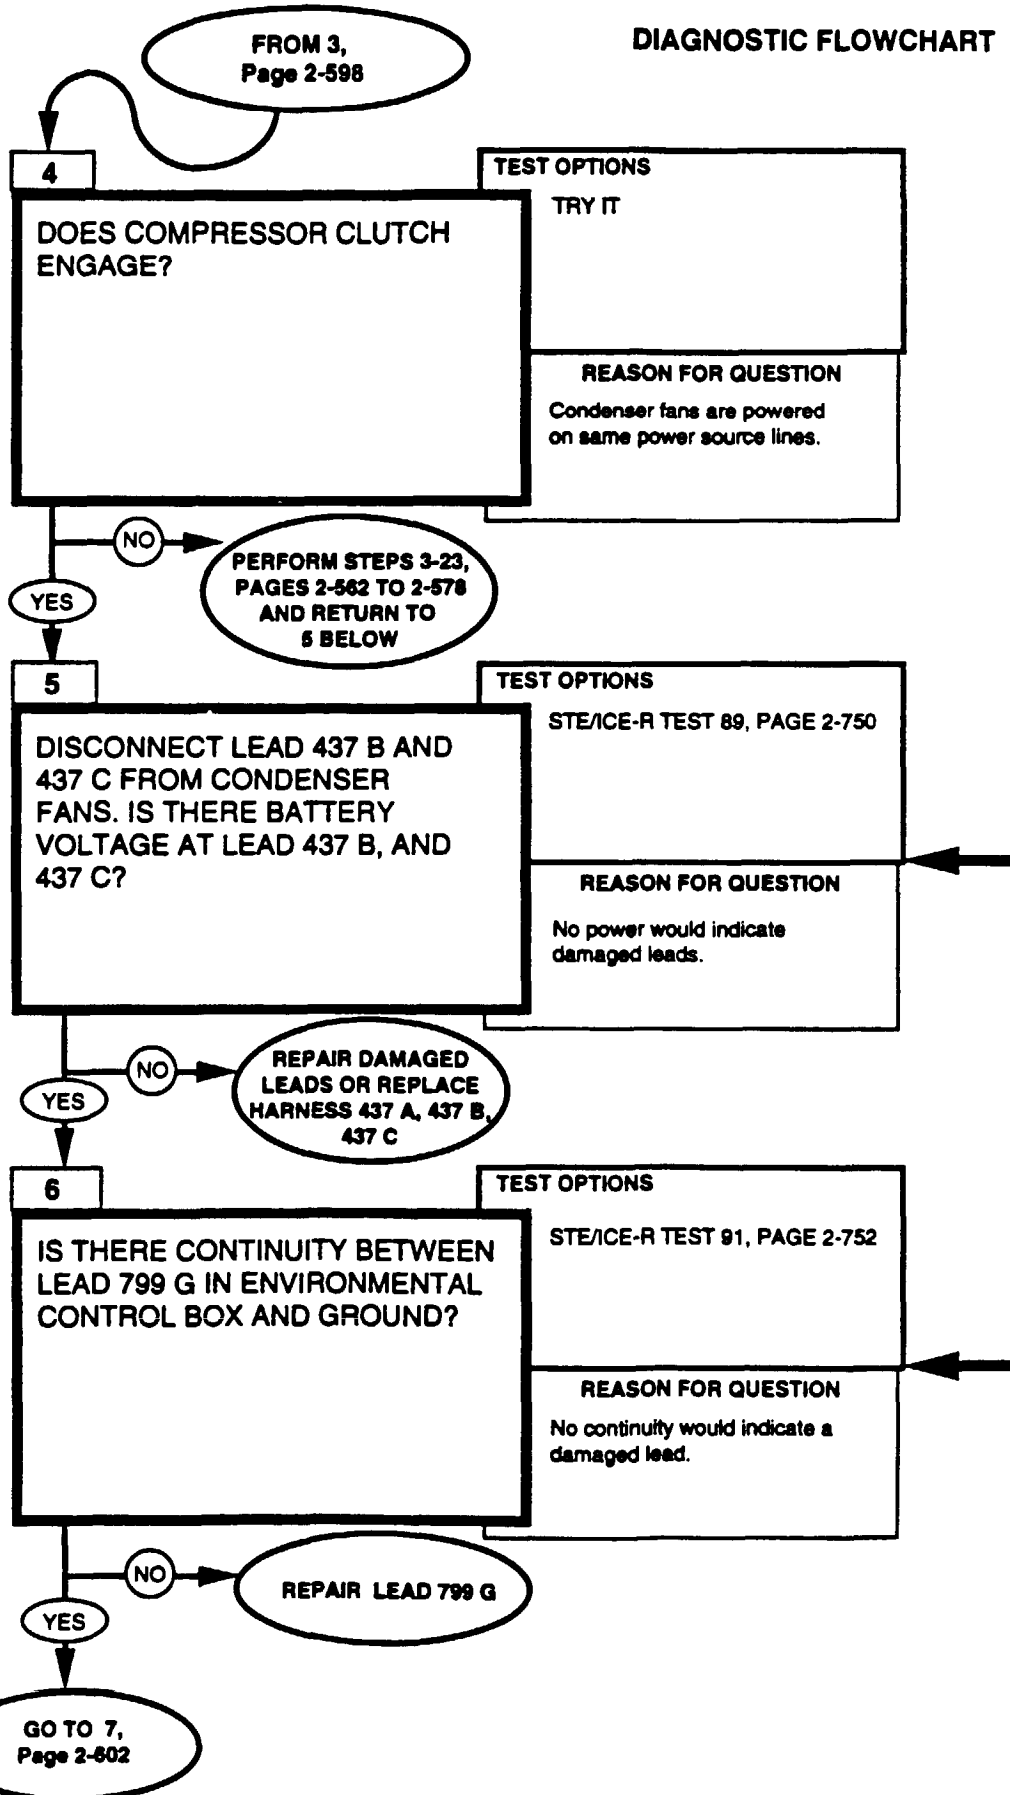 DIAGNOSTIC FLOWCHART
FROM 3,
Page 2-598
4
DOES COMPRESSOR CLUTCH
ENGAGE?
TEST OPTIONS
TRY IT
REASON FOR QUESTION
Condenser fans are powered
on same power source lines.
NO
PERFORM STEPS 3-23,
PAGES 2-562 TO 2-578
AND RETURN TO
5 BELOW
YES
5
DISCONNECT LEAD 437 B AND
437 C FROM CONDENSER
FANS. IS THERE BATTERY
VOLTAGE AT LEAD 437 B, AND
437 C?
TEST OPTIONS
STE/ICE-R TEST 89, PAGE 2-750
REASON FOR QUESTION
No power would indicate
damaged leads.
NO
REPAIR DAMAGED
LEADS OR REPLACE
HARNESS 437 A, 437 B,
437 C
YES
6
IS THERE CONTINUITY BETWEEN
LEAD 799 G IN ENVIRONMENTAL
CONTROL BOX AND GROUND?
TEST OPTIONS
STE/ICE-R TEST 91, PAGE 2-752
REASON FOR QUESTION
No continuity would indicate a
damaged lead.
NO
REPAIR LEAD 799 G
YES
GO TO 7,
Page 2-602